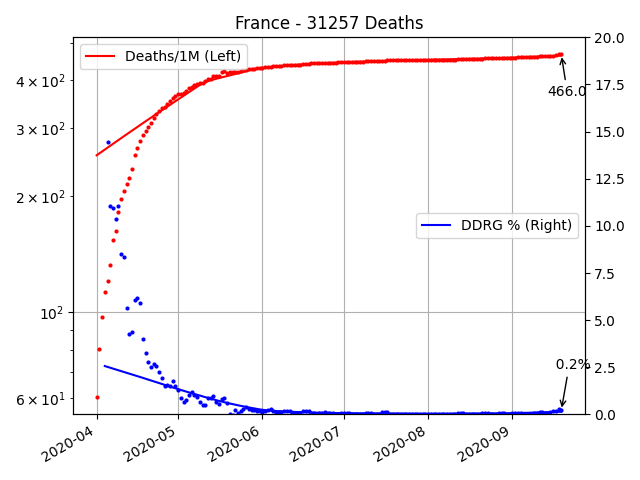 France - 31257 Deaths
Deaths/1M (Left)
DDRG % (Right)
466.0
0.2%
4 × 10²
3 × 10²
2 × 10²
10²
6 × 10¹
20.0
17.5
15.0
12.5
10.0
7.5
5.0
2.5
0.0
2020-04
2020-05
2020-06
2020-07
2020-08
2020-09